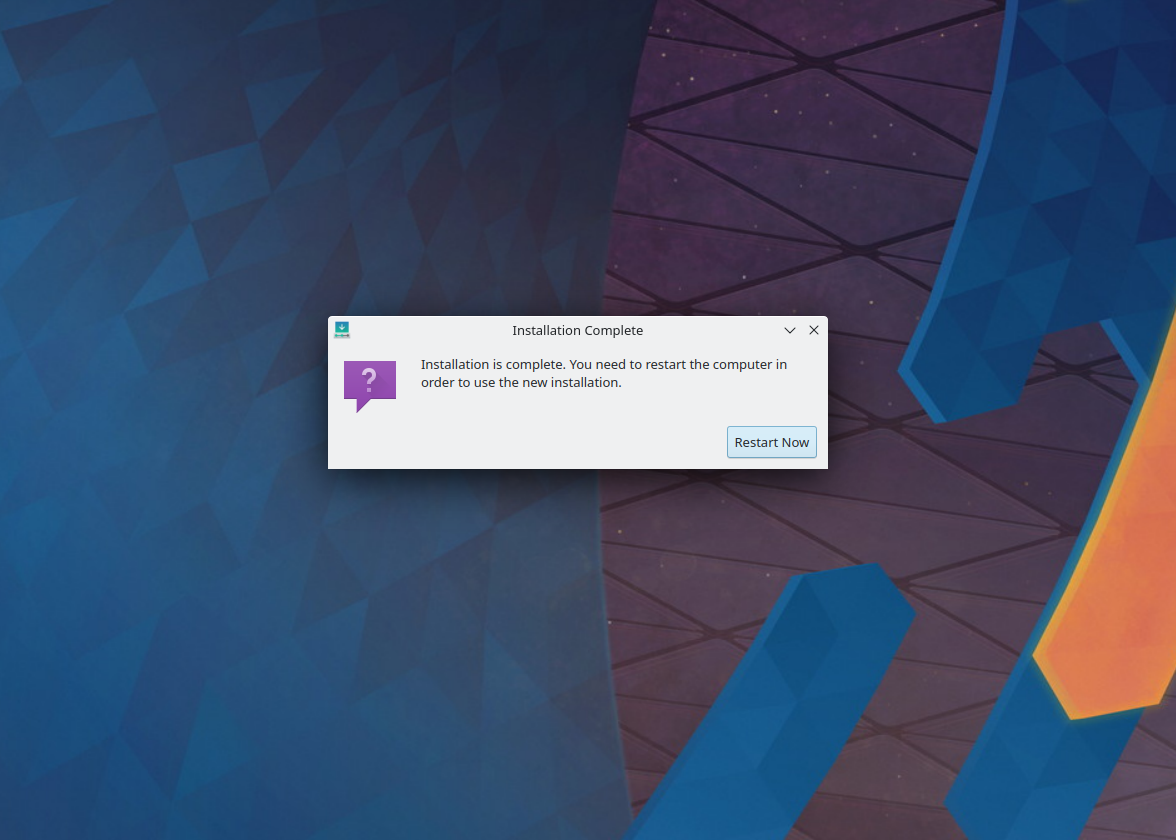 Installation Complete
Installation is complete. You need to restart the computer in
order to use the new installation.
Restart Now